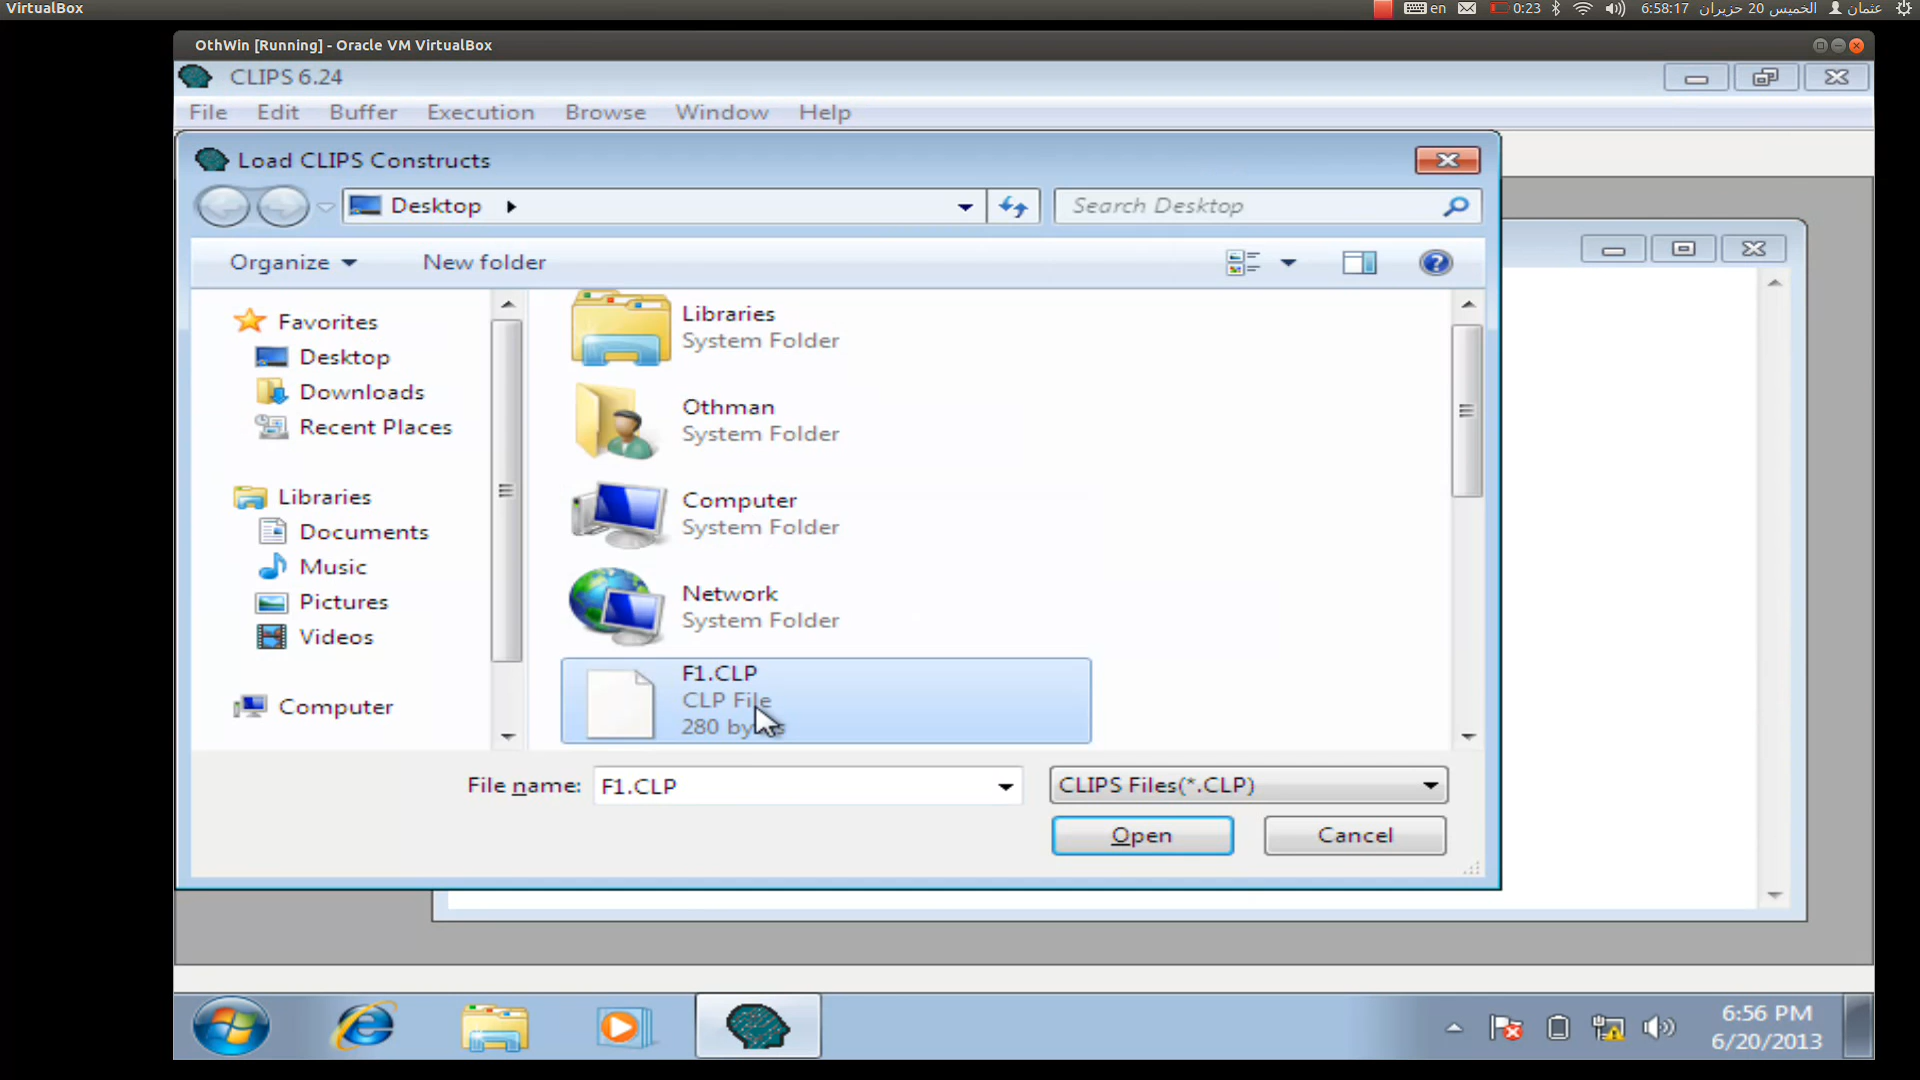 VirtualBox
en
0:23
6:58:17 الخميس 20 حزيران
عثمان
OthWin [Running] - Oracle VM VirtualBox
CLIPS 6.24
File Edit Buffer Execution Browse Window Help
Load CLIPS Constructs
Desktop
Search Desktop
Organize
New folder
Favorites
Desktop
Downloads
Recent Places
Libraries
Documents
Music
Pictures
Videos
Computer
Libraries
System Folder
Othman
System Folder
Computer
System Folder
Network
System Folder
F1.CLP
CLP File
280 bytes
File name: F1.CLP
CLIPS Files(*.CLP)
Open
Cancel
6:56 PM
6/20/2013